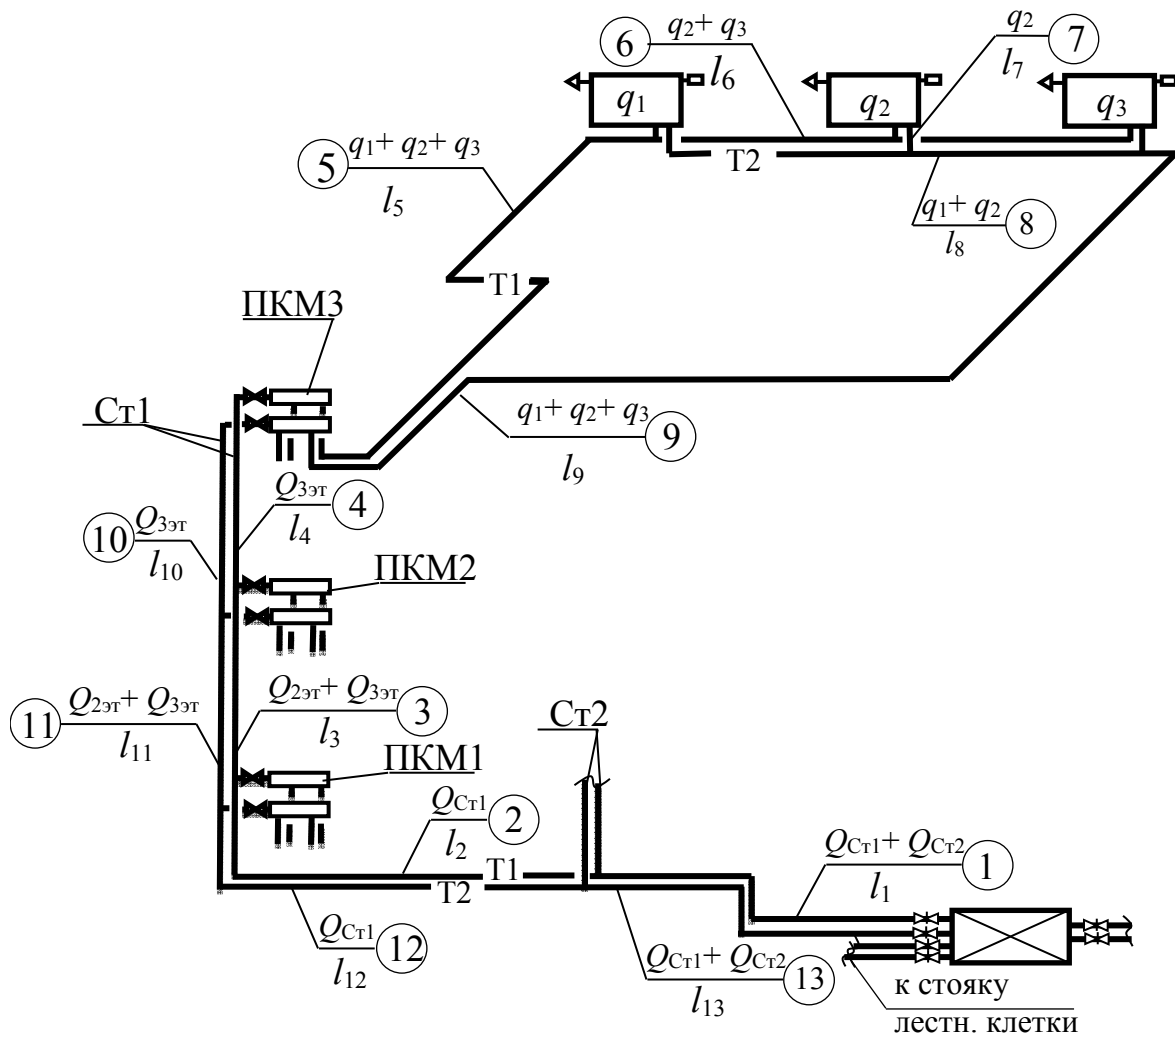 6
q2+ q3
l6
q2
7
l7
q1
q2
q3
5
q1+ q2+ q3
l5
T2
q1+ q2
8
l8
T1
ПКМ3
Ст1
q1+ q2+ q3
9
l9
Q3эт
4
l4
10
Q3эт
l10
ПКМ2
11
Q2эт+ Q3эт
l11
Q2эт+ Q3эт
3
l3
Ст2
ПКМ1
QСт1
2
l2
T1
T2
QСт1+ QСт2
1
l1
QСт1
12
l12
QСт1+ QСт2
13
l13
к стояку
лестн. клетки